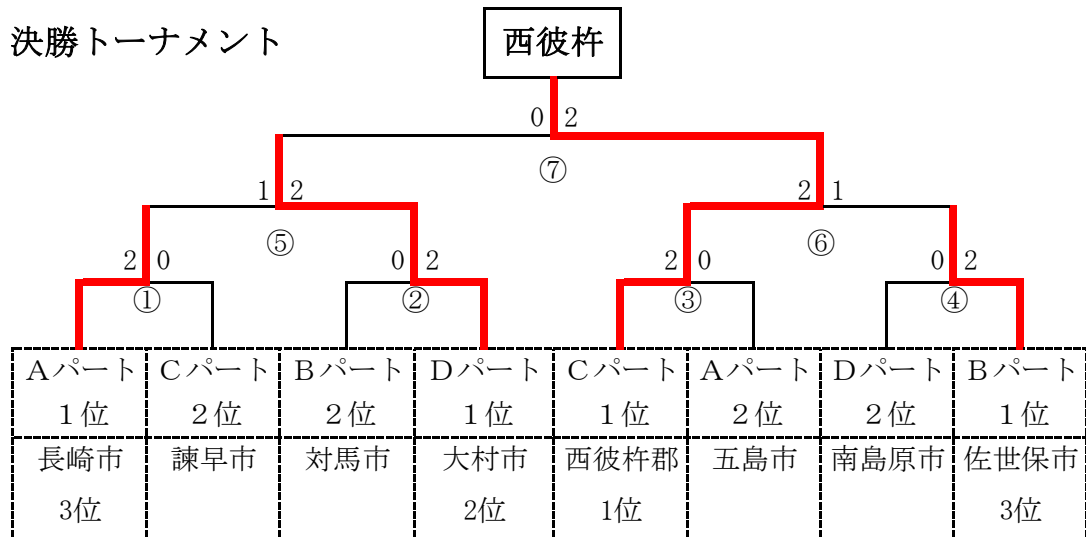 決勝トーナメント
西彼杵
0 2
⑦
1 2
2 1
⑤
⑥
2 0
0 2
2 0
0 2
①
②
③
④
Aパート Cパート Bパート Dパート Cパート Aパート Dパート Bパート
1位 2位 2位 1位 1位 2位 2位 1位
長崎市 諫早市 対馬市 大村市 西彼杵郡 五島市 南島原市 佐世保市
3位 2位 1位 3位